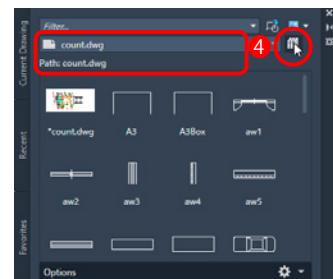 Filter...
count.dwg
4
Path: count.dwg
Current Drawing
Recent
Favorites
*count.dwg
A3
A3Box
aw1
aw2
aw3
aw4
aw5
Options